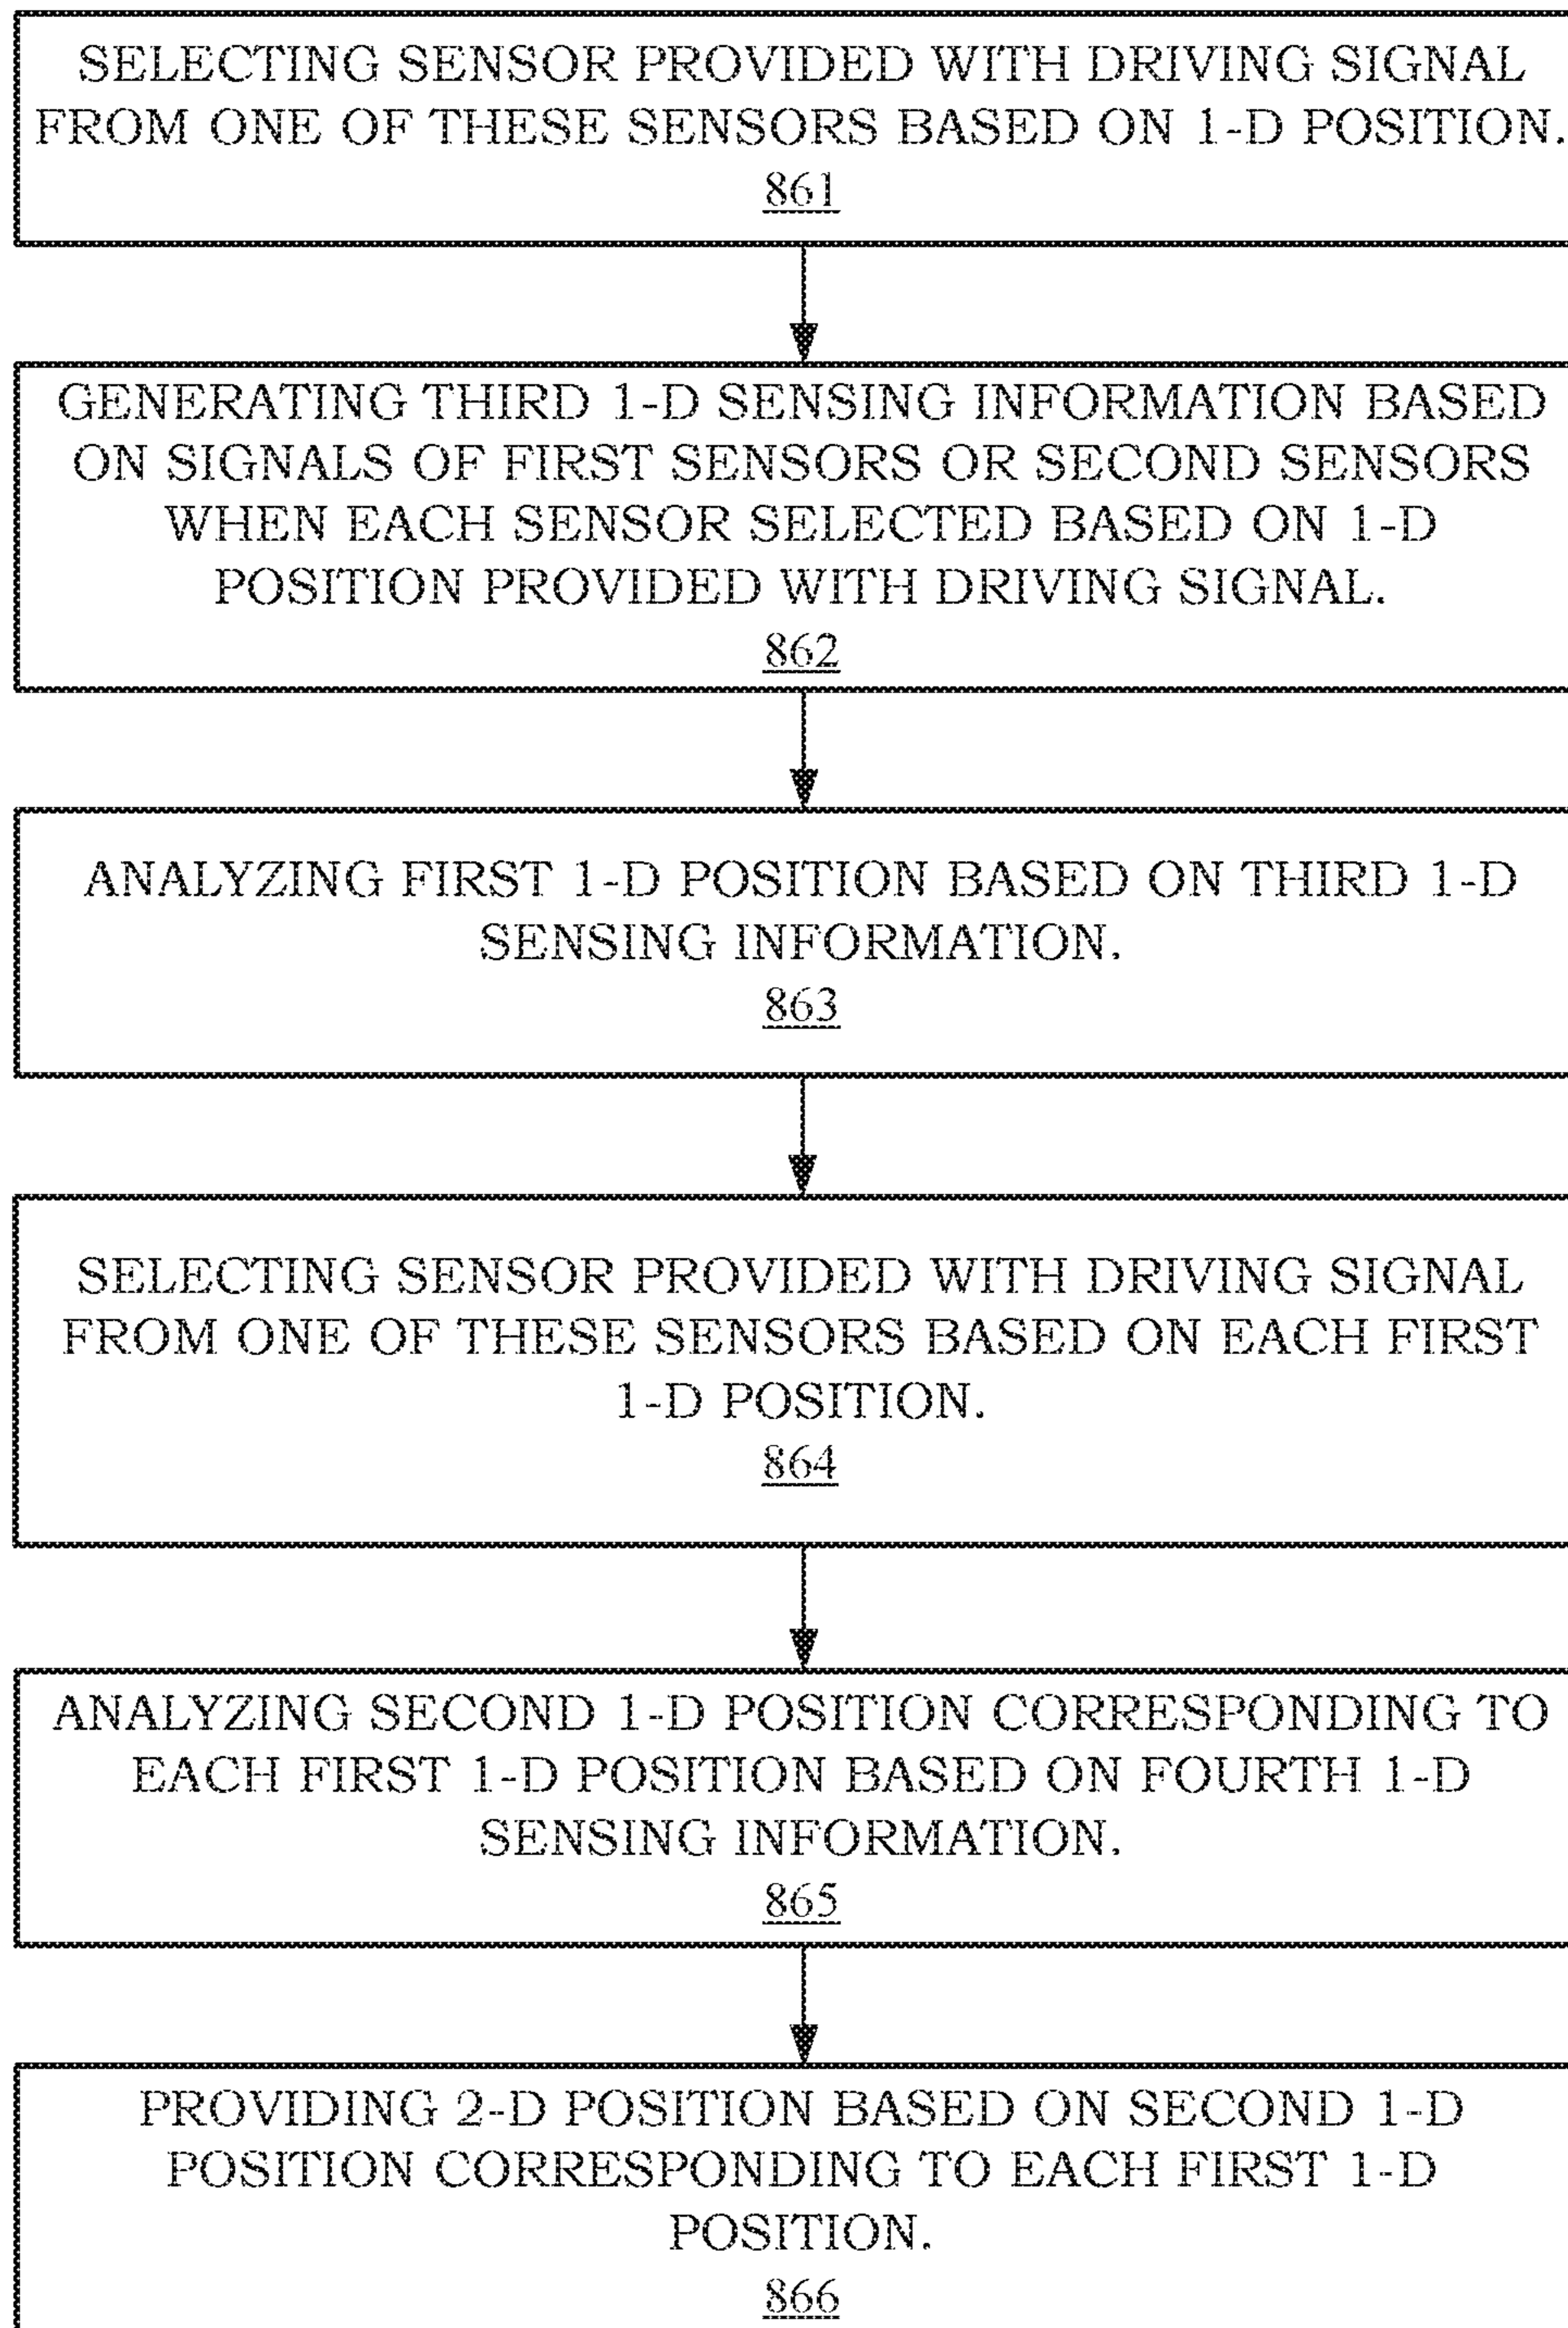 SELECTING SENSOR PROVIDED WITH DRIVING SIGNAL
FROM ONE OF THESE SENSORS BASED ON 1-D POSITION.
861
GENERATING THIRD 1-D SENSING INFORMATION BASED
ON SIGNALS OF FIRST SENSORS OR SECOND SENSORS
WHEN EACH SENSOR SELECTED BASED ON 1-D
POSITION PROVIDED WITH DRIVING SIGNAL.
862
ANALYZING FIRST 1-D POSITION BASED ON THIRD 1-D
SENSING INFORMATION.
863
SELECTING SENSOR PROVIDED WITH DRIVING SIGNAL
FROM ONE OF THESE SENSORS BASED ON EACH FIRST
1-D POSITION.
864
ANALYZING SECOND 1-D POSITION CORRESPONDING TO
EACH FIRST 1-D POSITION BASED ON FOURTH 1-D
SENSING INFORMATION.
865
PROVIDING 2-D POSITION BASED ON SECOND 1-D
POSITION CORRESPONDING TO EACH FIRST 1-D
POSITION.
866